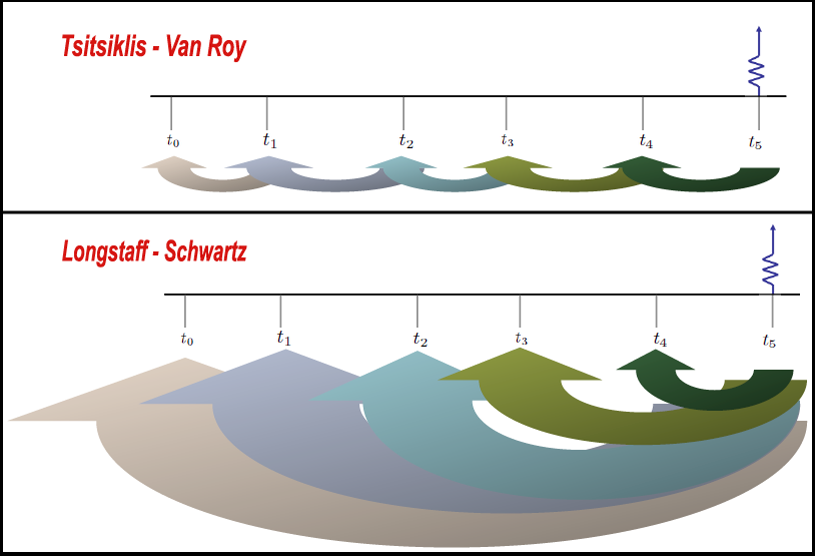 Tsitsiklis - Van Roy
t0 t1 t2 t3 t4 t5
Longstaff - Schwartz
t0 t1 t2 t3 t4 t5